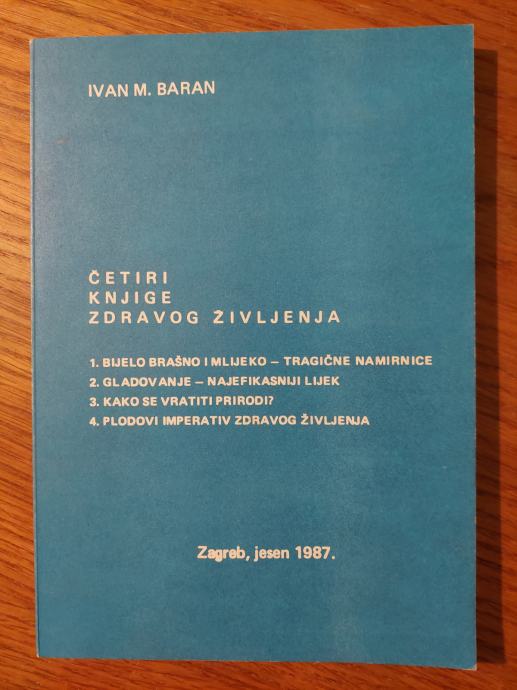 IVAN M. BARAN
ČETIRI
KNJIGE
ZDRAVOG ŽIVLJENJA
1. BIJELO BRAŠNO I MLIJEKO – TRAGIČNE NAMIRNICE
2. GLADOVANJE – NAJEFIKASNIJI LIJEK
3. KAKO SE VRATITI PRIRODI?
4. PLODOVI IMPERATIV ZDRAVOG ŽIVLJENJA
Zagreb, jesen 1987.